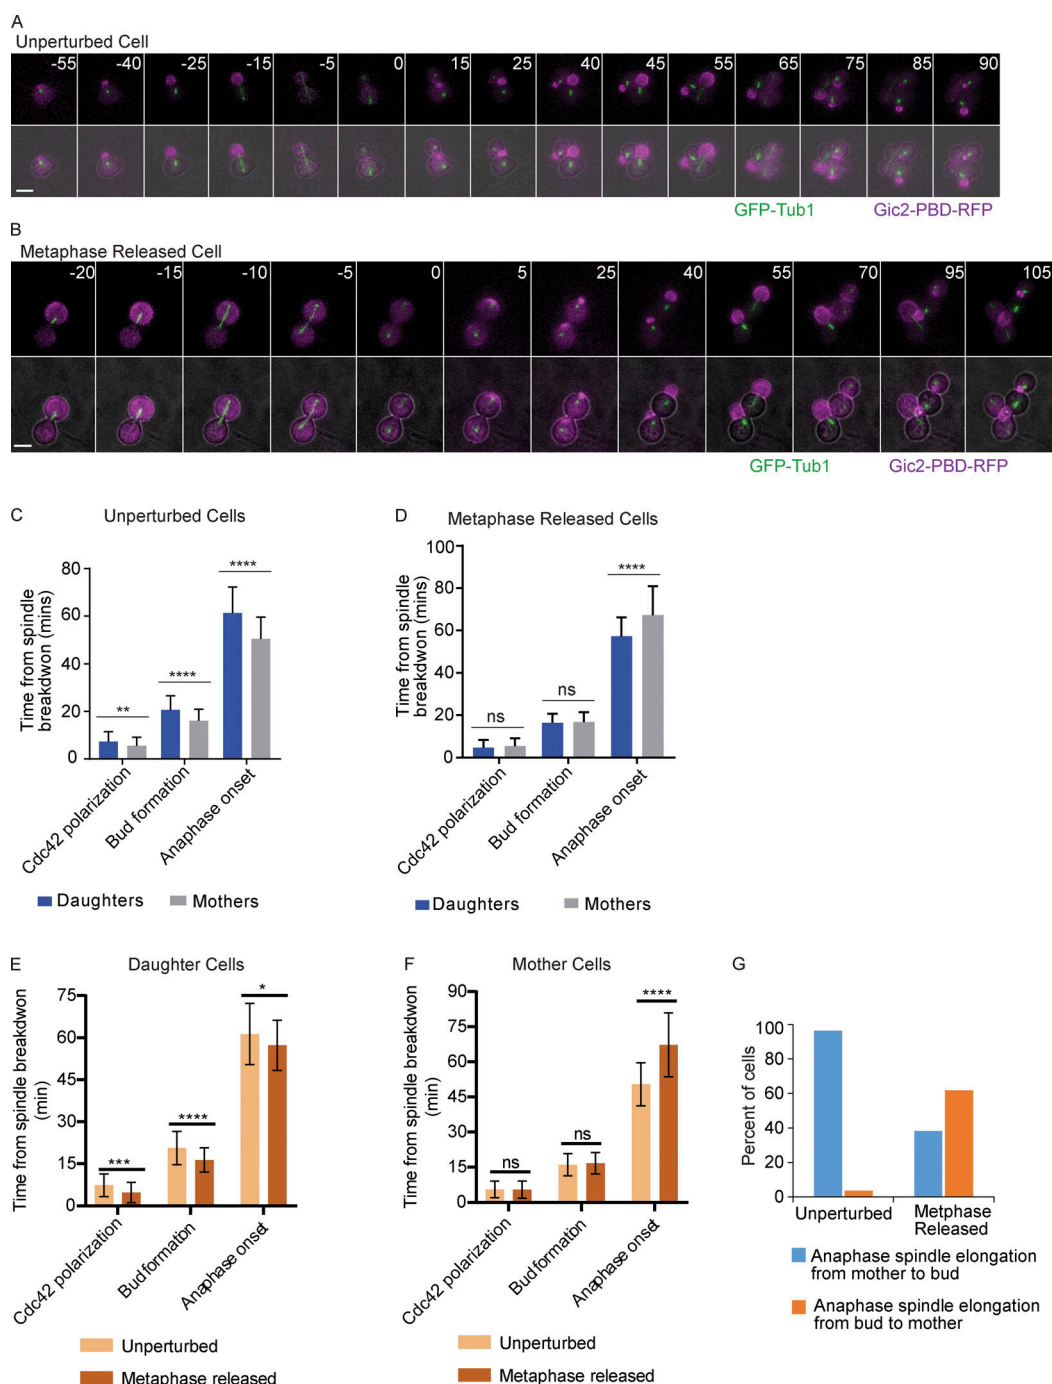 A
Unperturbed Cell
-55 -40 -25 -15 -5 0 15 25 40 45 55 65 75 85 90
GFP-Tub1 Gic2-PBD-RFP
B
Metaphase Released Cell
-20 -15 -10 -5 0 5 25 40 55 70 95 105
GFP-Tub1 Gic2-PBD-RFP
C
Unperturbed Cells
Time from spindle
breakdwon (mins)
80
60
40
20
0
**
****
****
Cdc42 polarization
Bud formation
Anaphase onset
Daughters
Mothers
D
Metaphase Released Cells
Time from spindle
breakdwon (mins)
100
80
60
40
20
0
ns
ns
****
Cdc42 polarization
Bud formation
Anaphase onset
Daughters
Mothers
E
Daughter Cells
Time from spindle breakdwon
(min)
75
60
45
30
15
0
***
****
*
Cdc42 polarization
Bud formation
Anaphase onset
Unperturbed
Metaphase released
F
Mother Cells
Time from spindle breakdwon
(min)
90
75
60
45
30
15
0
ns
ns
****
Cdc42 polarization
Bud formation
Anaphase onset
Unperturbed
Metaphase released
G
Percent of cells
100
80
60
40
20
0
Unperturbed
Metphase
Released
Anaphase spindle elongation
from mother to bud
Anaphase spindle elongation
from bud to mother